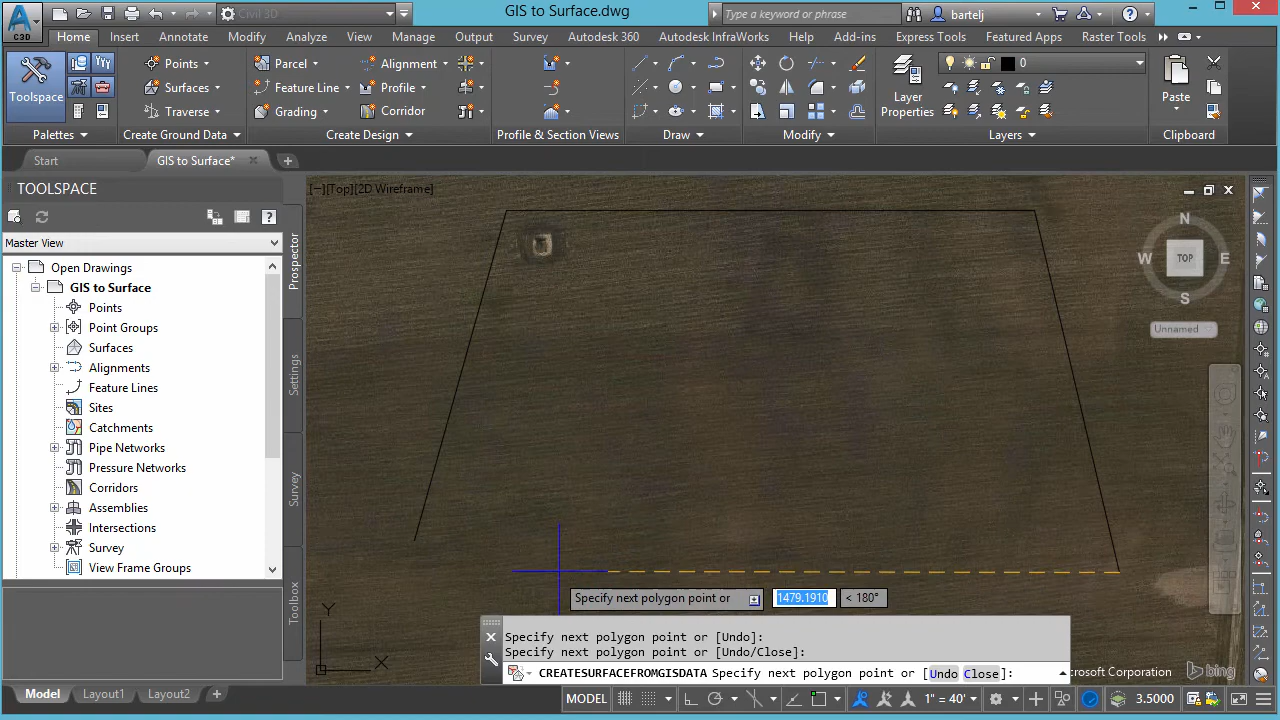 Civil 3D
GIS to Surface.dwg
Type a keyword or phrase
bartelj
C3D
Home Insert Annotate Modify Analyze View Manage Output Survey Autodesk 360 Autodesk InfraWorks Help Add-ins Express Tools Featured Apps Raster Tools
Toolspace
Points
Surfaces
Traverse
Parcel
Feature Line
Grading
Alignment
Profile
Corridor
Layer
Properties
0
Paste
Palettes
Create Ground Data
Create Design
Profile & Section Views
Draw
Modify
Layers
Clipboard
Start
GIS to Surface*
TOOLSPACE
[−][Top][2D Wireframe]
Master View
Open Drawings
GIS to Surface
Points
Point Groups
Surfaces
Alignments
Feature Lines
Sites
Catchments
Pipe Networks
Pressure Networks
Corridors
Assemblies
Intersections
Survey
View Frame Groups
Prospector
Settings
Survey
Toolbox
N
W TOP E
S
Unnamed
Specify next polygon point or
1479.1910
< 180°
Y
X
Specify next polygon point or [Undo]:
Specify next polygon point or [Undo/Close]:
CREATESURFACEFROMGISDATA Specify next polygon point or [Undo Close]:
rosoft Corporation
bing
Model Layout1 Layout2
MODEL
1" = 40'
3.5000